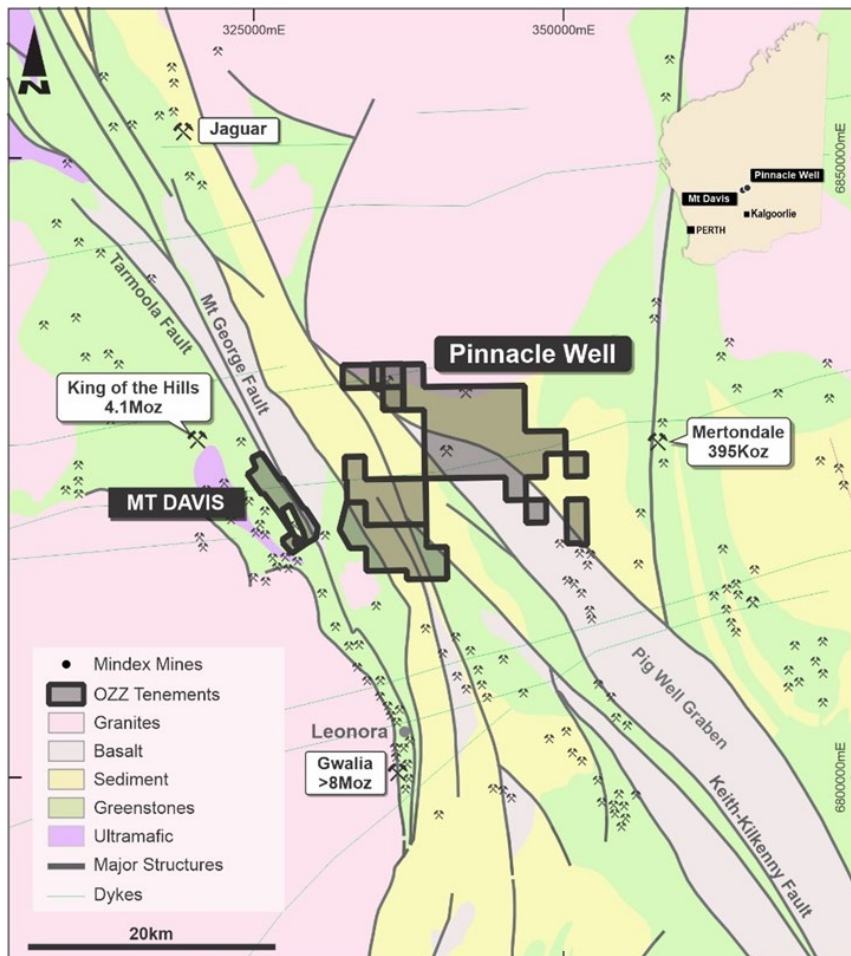 325000mE
350000mE
N
Jaguar
6850000mE
Pinnacle Well
Mt Davis
Kalgoorlie
PERTH
Tarmoola Fault
Mt George Fault
Pinnacle Well
King of the Hills
4.1Moz
Mertondale
395Koz
MT DAVIS
Pig Well Graben
Mindex Mines
OZZ Tenements
Granites
Basalt
Sediment
Greenstones
Ultramafic
Major Structures
Dykes
20km
Leonora
Gwalia
>8Moz
Keith-Kilkenny Fault
6800000mE